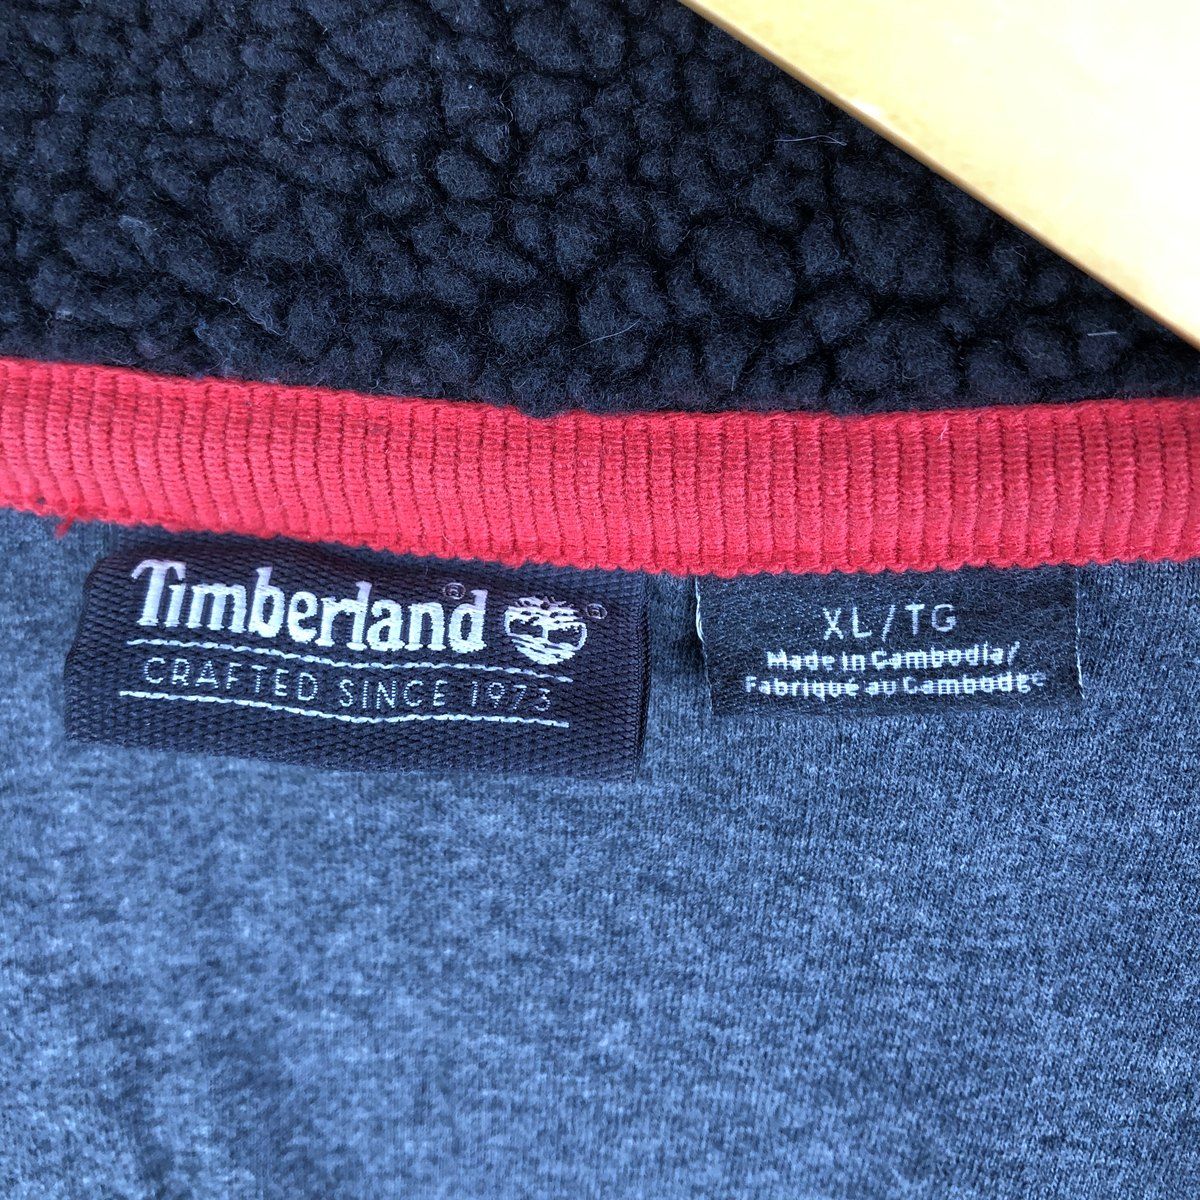 Timberland®
CRAFTED SINCE 1973
XL/TG
Made in Cambodia/
Fabriqué au Cambodge